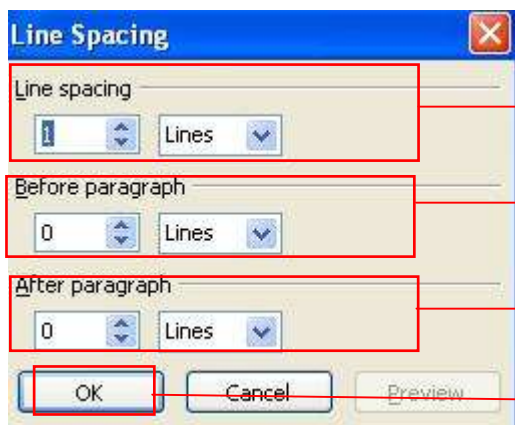 Line Spacing
Line spacing
1 Lines
Before paragraph
0 Lines
After paragraph
0 Lines
OK Cancel Preview